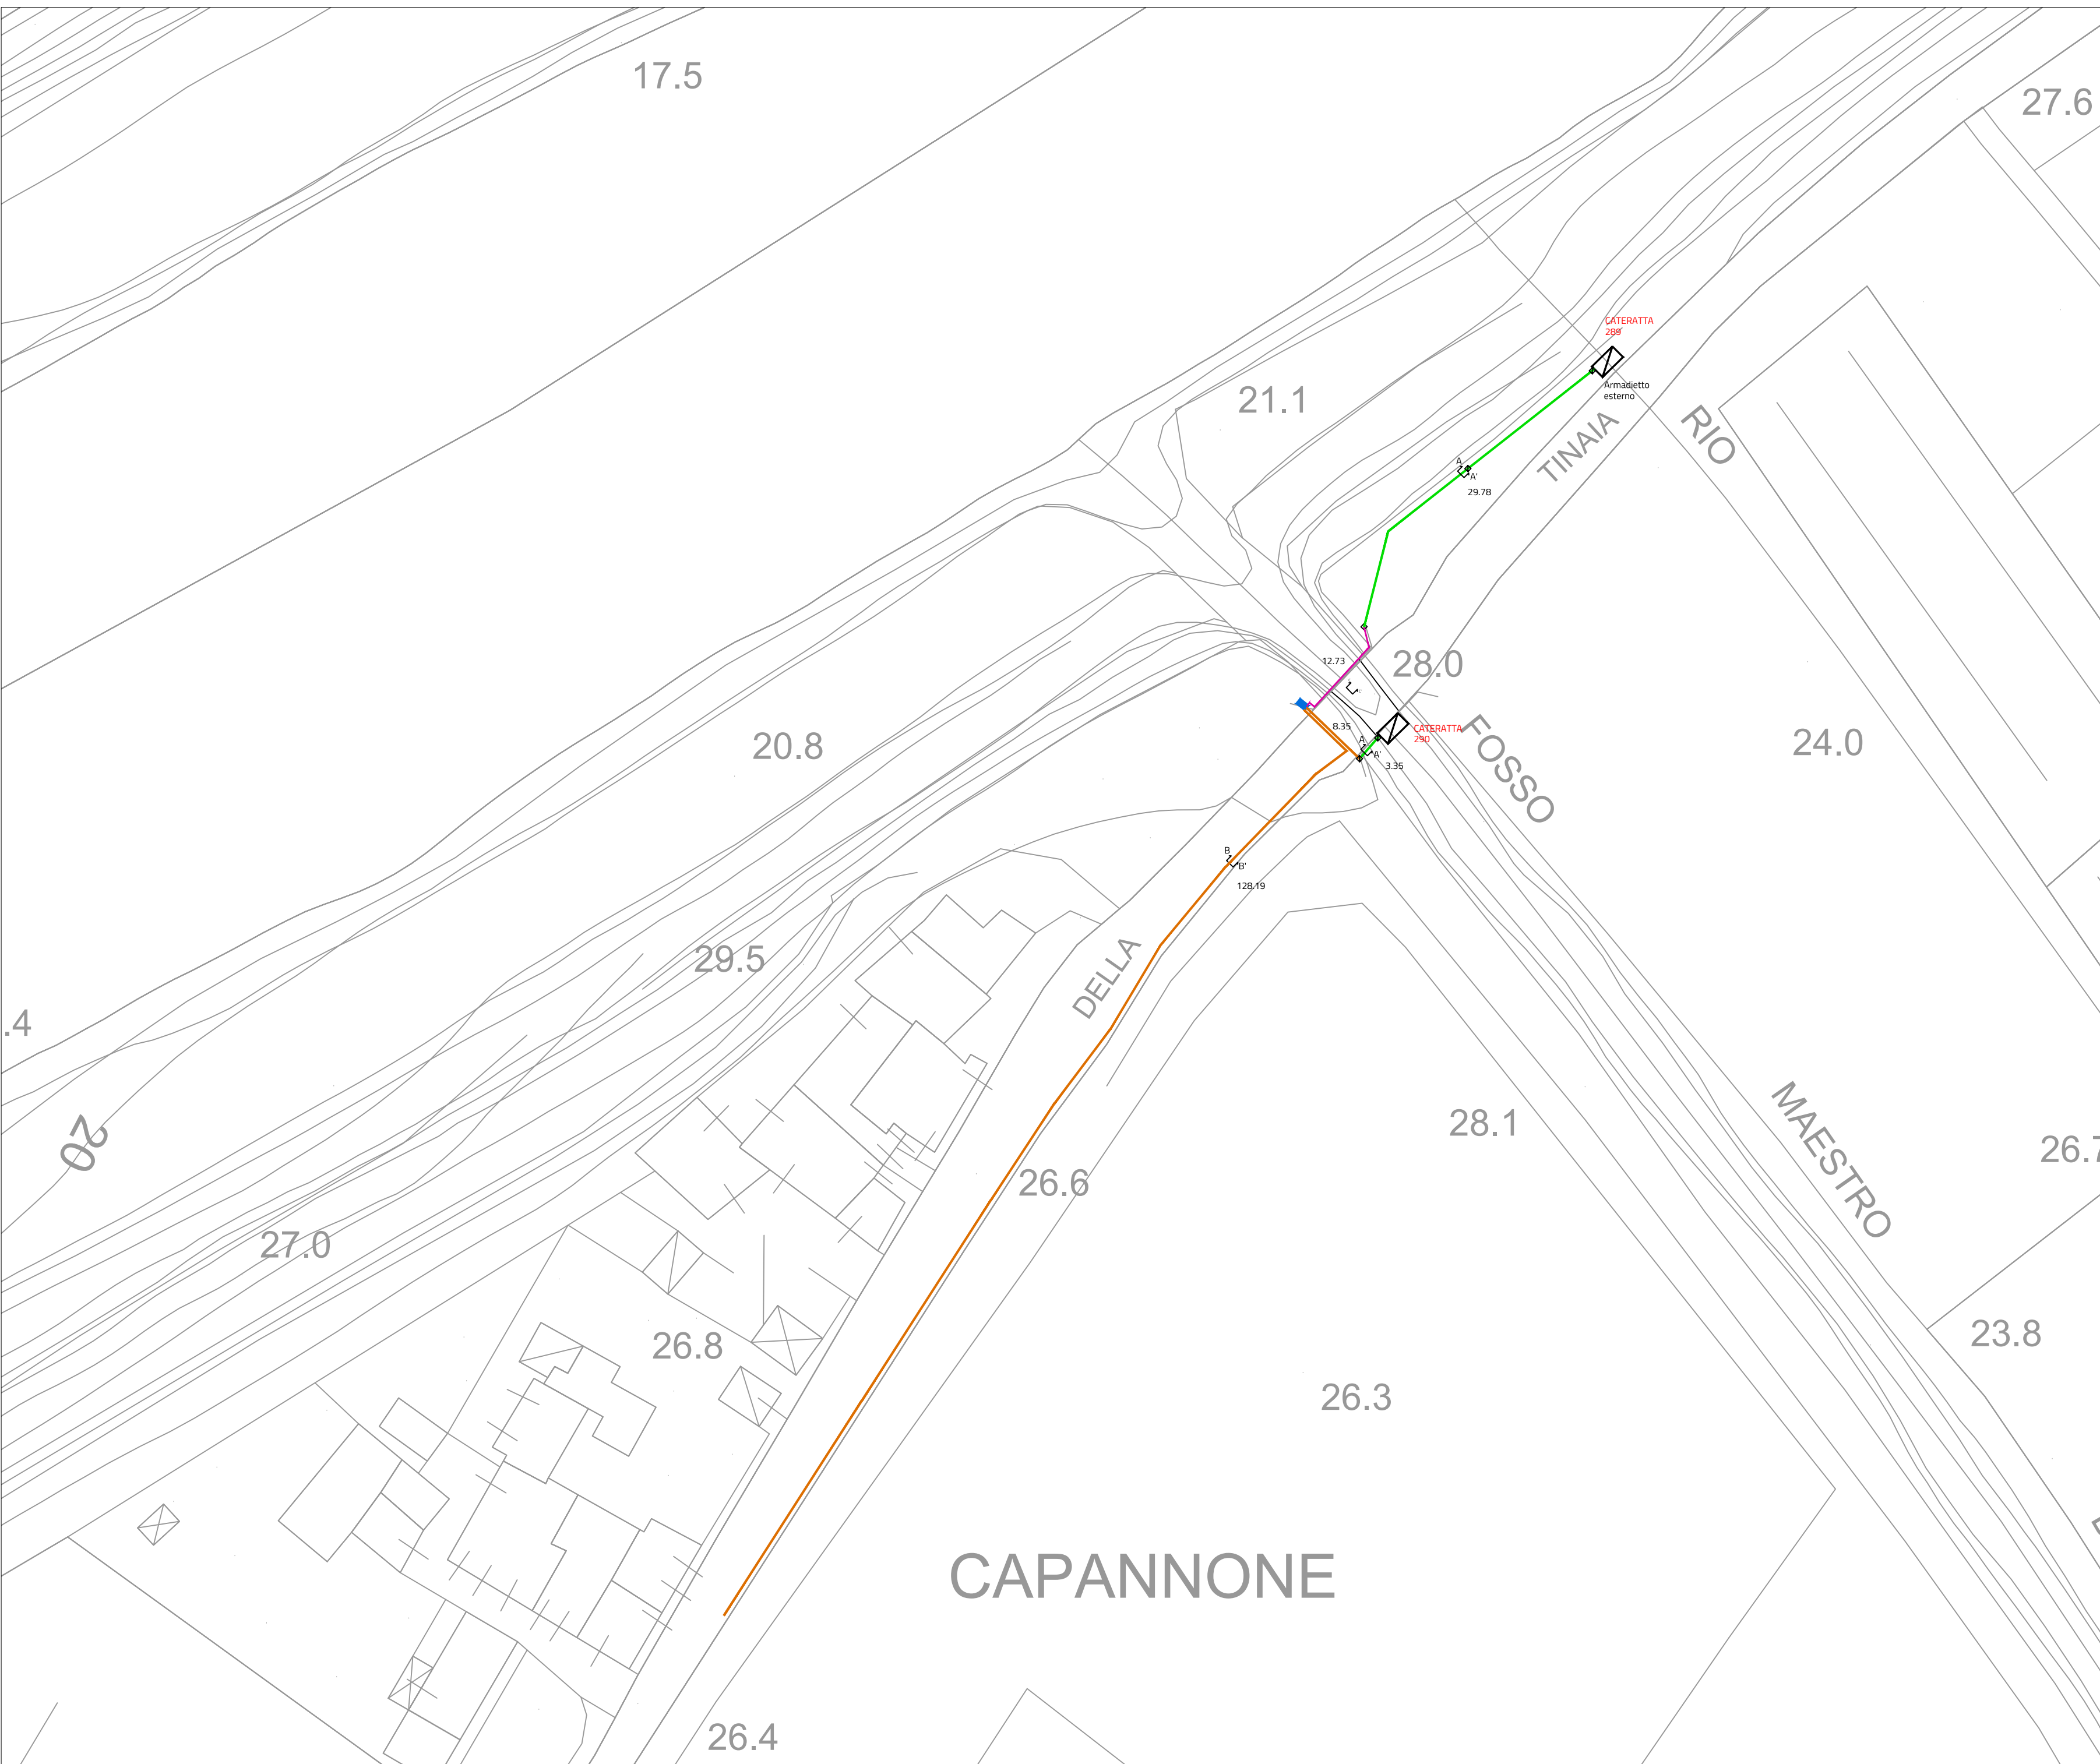 17.5
27.6
CATERATTA
289
Armadietto
esterno
21.1
RIO
TINAIA
A
A'
29.78
12.73
28.0
20.8
8.35
CATERATTA
290
A
A'
3.35
FOSSO
24.0
B
B'
128.19
DELLA
29.5
.4
20
28.1
MAESTRO
26.7
26.6
27.0
23.8
26.8
26.3
CAPANNONE
26.4